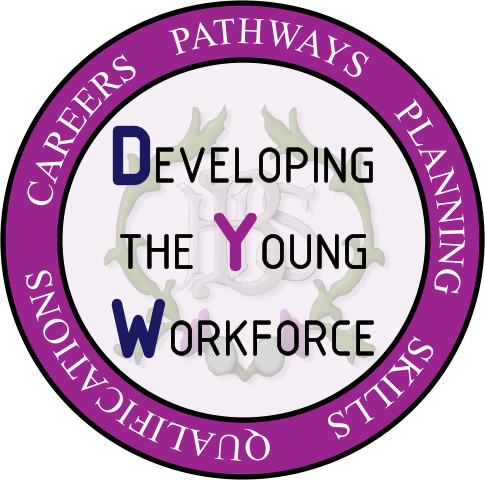 CAREERS
PATHWAYS
PLANNING
SKILLS
QUALIFICATIONS
DEVELOPING
THE YOUNG
WORKFORCE